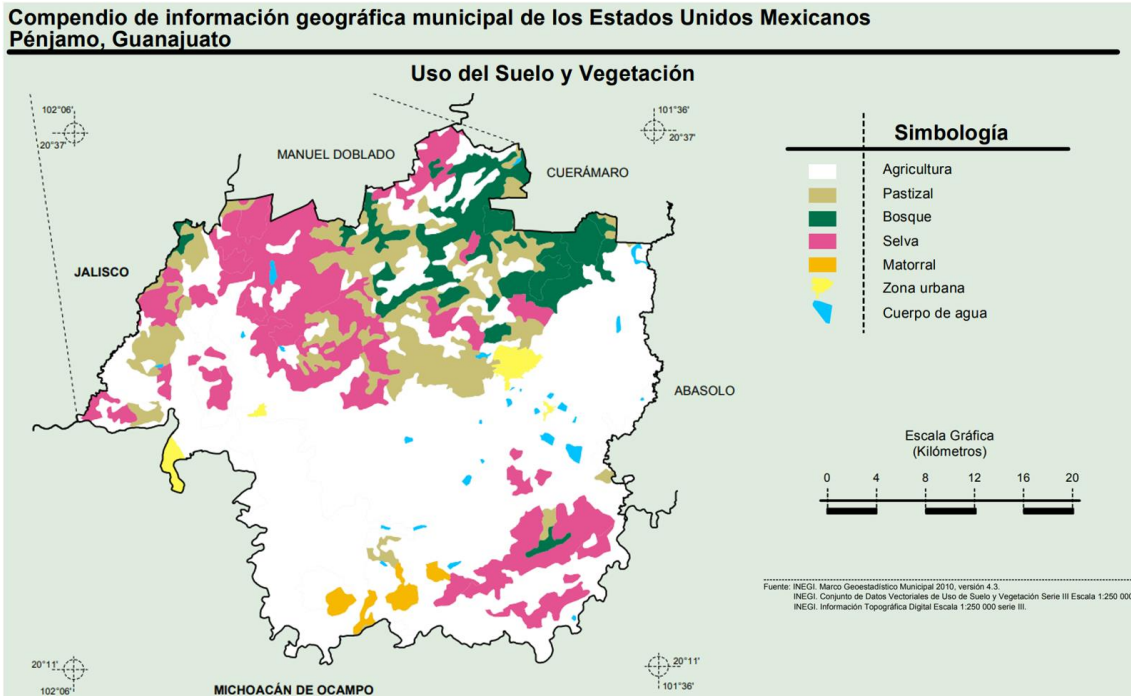 Compendio de información geográfica municipal de los Estados Unidos Mexicanos
Pénjamo, Guanajuato
Uso del Suelo y Vegetación
102°06'
20°37'
101°36'
20°37'
MANUEL DOBLADO
CUERÁMARO
JALISCO
ABASOLO
20°11'
102°06'
20°11'
101°36'
MICHOACÁN DE OCAMPO
Simbología
Agricultura
Pastizal
Bosque
Selva
Matorral
Zona urbana
Cuerpo de agua
Escala Gráfica
(Kilómetros)
0 4 8 12 16 20
Fuente: INEGI. Marco Geoestadístico Municipal 2010, versión 4.3.
INEGI. Conjunto de Datos Vectoriales de Uso de Suelo y Vegetación Serie III Escala 1:250 000
INEGI. Información Topográfica Digital Escala 1:250 000 serie III.